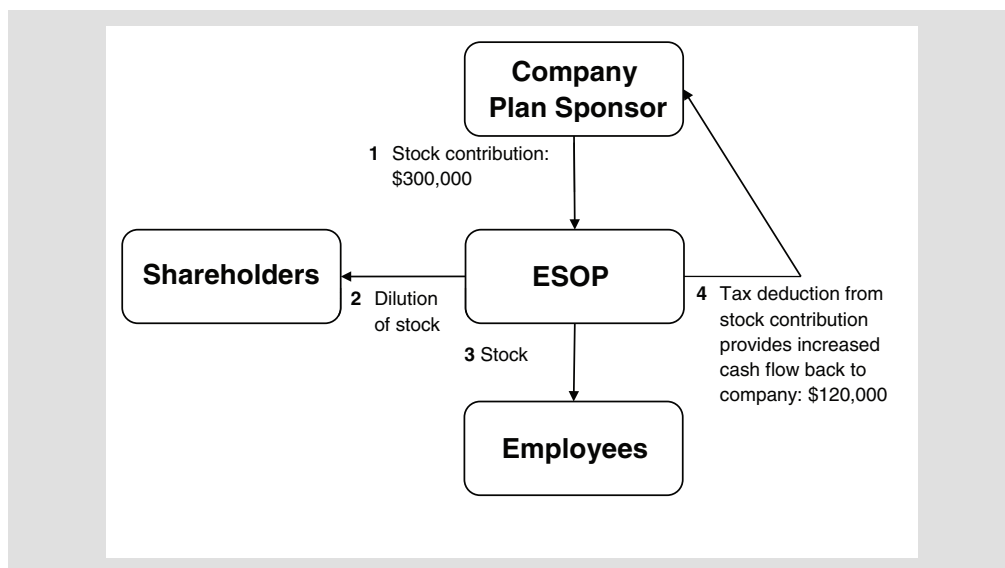 Company
Plan Sponsor
1 Stock contribution:
$300,000
Shareholders
ESOP
2 Dilution
of stock
3 Stock
4 Tax deduction from
stock contribution
provides increased
cash flow back to
company: $120,000
Employees